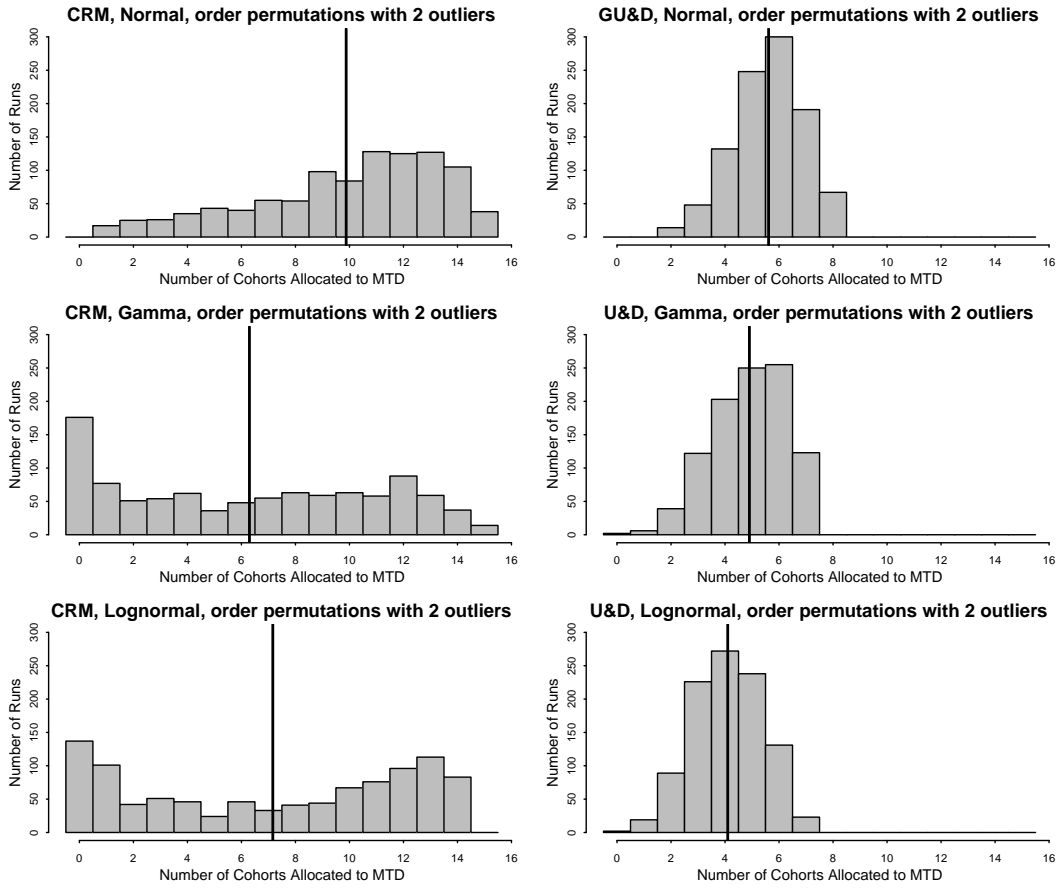 CRM, Normal, order permutations with 2 outliers
Number of Runs
0 50 100 150 200 250 300
0 2 4 6 8 10 12 14 16
Number of Cohorts Allocated to MTD
GU&D, Normal, order permutations with 2 outliers
Number of Runs
0 50 100 150 200 250 300
0 2 4 6 8 10 12 14 16
Number of Cohorts Allocated to MTD
CRM, Gamma, order permutations with 2 outliers
Number of Runs
0 50 100 150 200 250 300
0 2 4 6 8 10 12 14 16
Number of Cohorts Allocated to MTD
U&D, Gamma, order permutations with 2 outliers
Number of Runs
0 50 100 150 200 250 300
0 2 4 6 8 10 12 14 16
Number of Cohorts Allocated to MTD
CRM, Lognormal, order permutations with 2 outliers
Number of Runs
0 50 100 150 200 250 300
0 2 4 6 8 10 12 14 16
Number of Cohorts Allocated to MTD
U&D, Lognormal, order permutations with 2 outliers
Number of Runs
0 50 100 150 200 250 300
0 2 4 6 8 10 12 14 16
Number of Cohorts Allocated to MTD